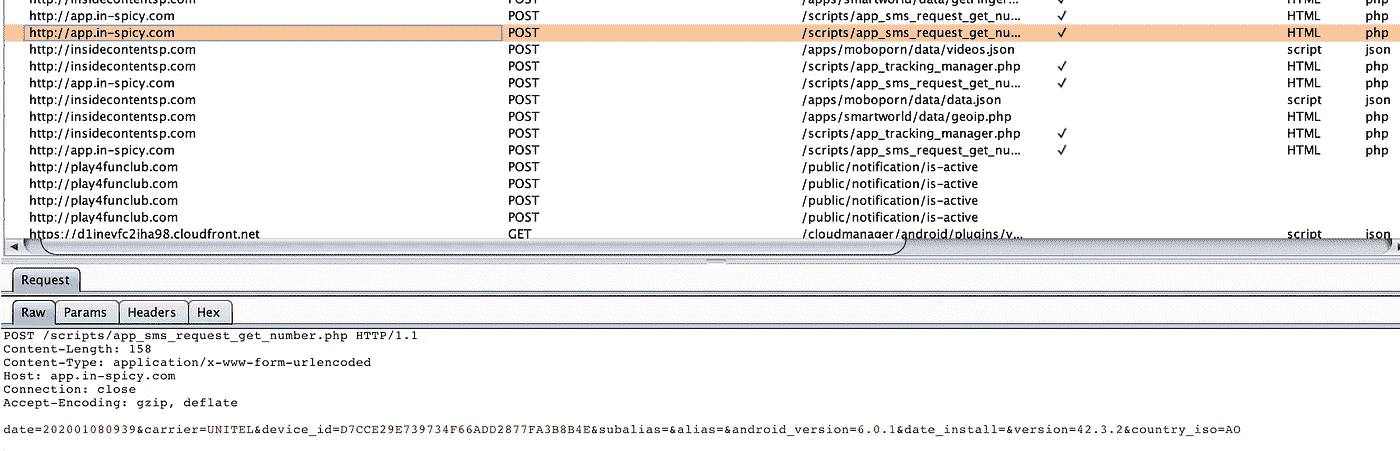 http://insidecontentsp.com POST /apps/smartworld/data/getFinger... ✓ HTML php
http://app.in-spicy.com POST /scripts/app_sms_request_get_nu... ✓ HTML php
http://app.in-spicy.com POST /scripts/app_sms_request_get_nu... ✓ HTML php
http://insidecontentsp.com POST /apps/moboporn/data/videos.json script json
http://insidecontentsp.com POST /scripts/app_tracking_manager.php ✓ HTML php
http://app.in-spicy.com POST /scripts/app_sms_request_get_nu... ✓ HTML php
http://insidecontentsp.com POST /apps/moboporn/data/data.json script json
http://insidecontentsp.com POST /apps/smartworld/data/geoip.php HTML php
http://insidecontentsp.com POST /scripts/app_tracking_manager.php ✓ HTML php
http://app.in-spicy.com POST /scripts/app_sms_request_get_nu... ✓ HTML php
http://play4funclub.com POST /public/notification/is-active
http://play4funclub.com POST /public/notification/is-active
http://play4funclub.com POST /public/notification/is-active
http://play4funclub.com POST /public/notification/is-active
https://d1inevfc2iha98.cloudfront.net GET /cloudmanager/android/plugins/v... script json
Request
Raw Params Headers Hex
POST /scripts/app_sms_request_get_number.php HTTP/1.1
Content-Length: 158
Content-Type: application/x-www-form-urlencoded
Host: app.in-spicy.com
Connection: close
Accept-Encoding: gzip, deflate
date=202001080939&carrier=UNITEL&device_id=D7CCE29E739734F66ADD2877FA3B8B4E&subalias=&alias=&android_version=6.0.1&date_install=&version=42.3.2&country_iso=AO